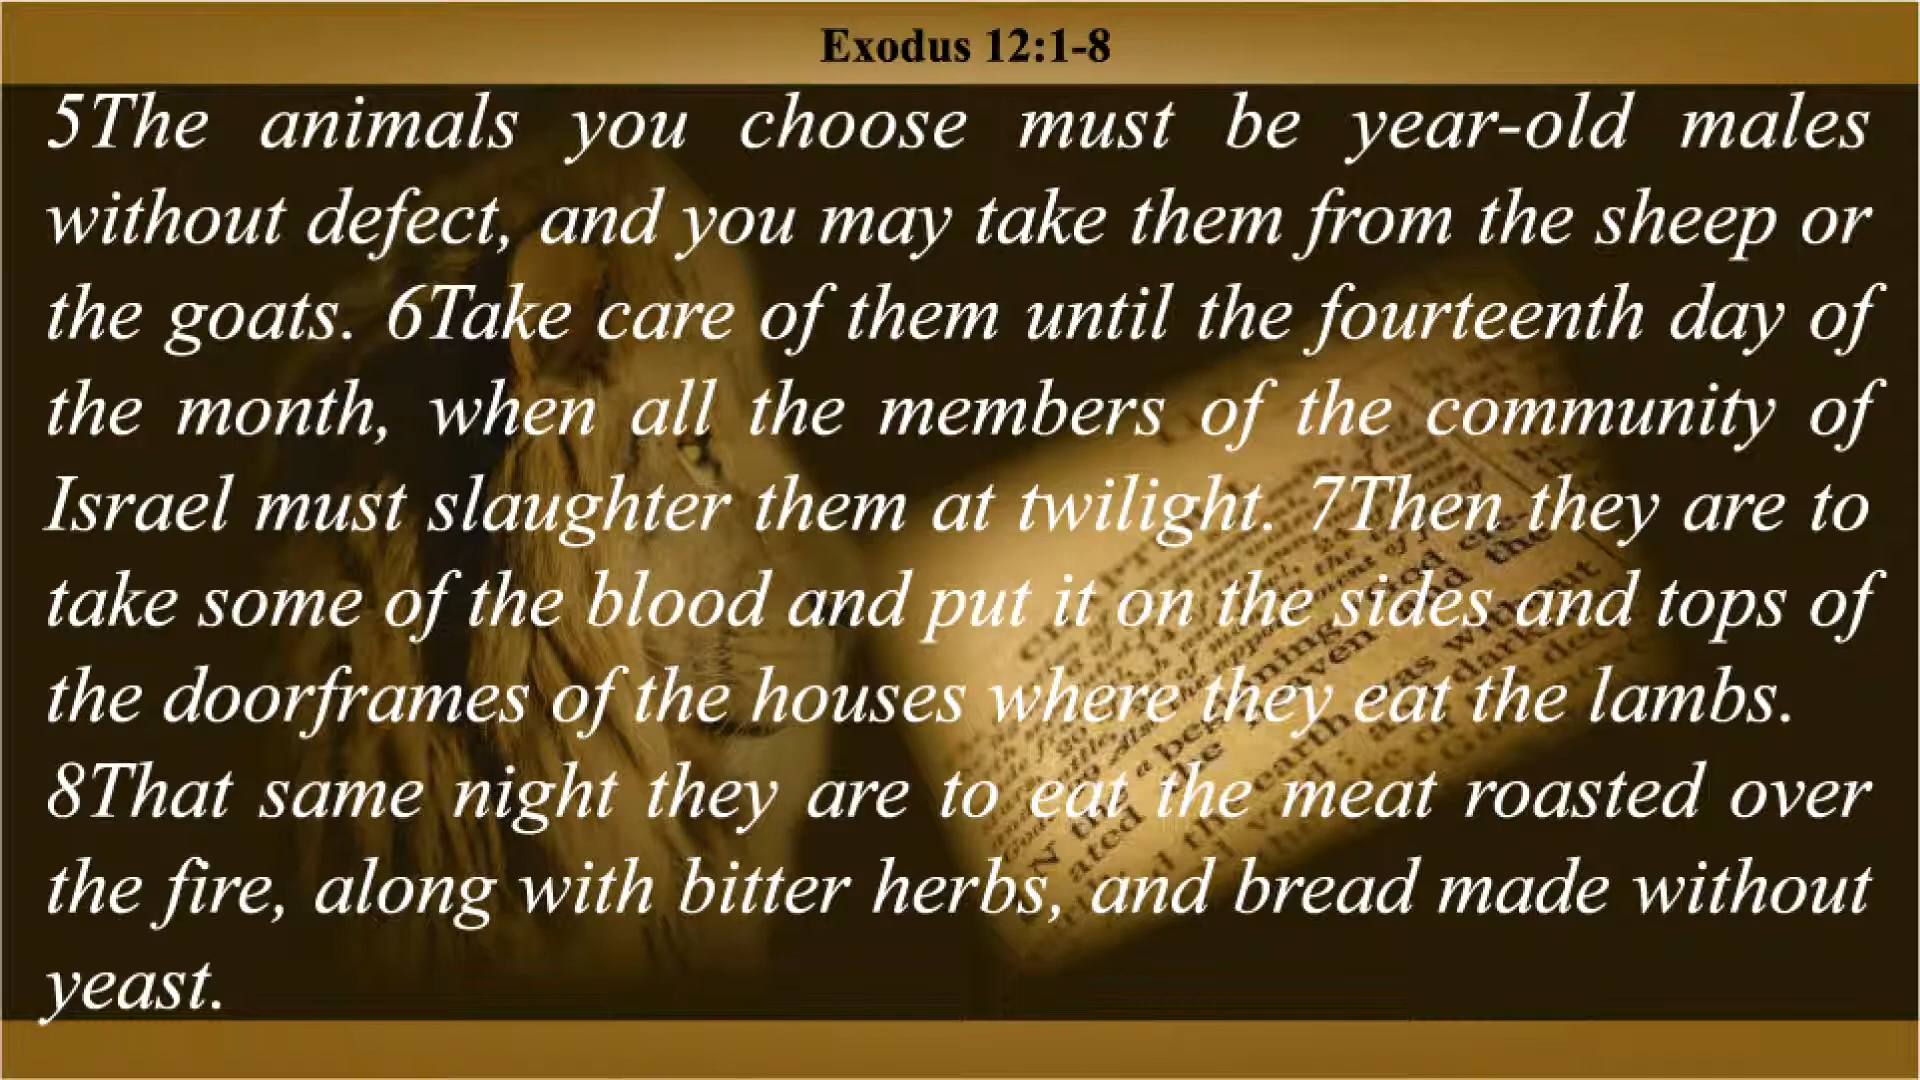 Exodus 12:1-8
5The animals you choose must be year-old males
without defect, and you may take them from the sheep or
the goats. 6Take care of them until the fourteenth day of
the month, when all the members of the community of
Israel must slaughter them at twilight. 7Then they are to
take some of the blood and put it on the sides and tops of
the doorframes of the houses where they eat the lambs.
8That same night they are to eat the meat roasted over
the fire, along with bitter herbs, and bread made without
yeast.